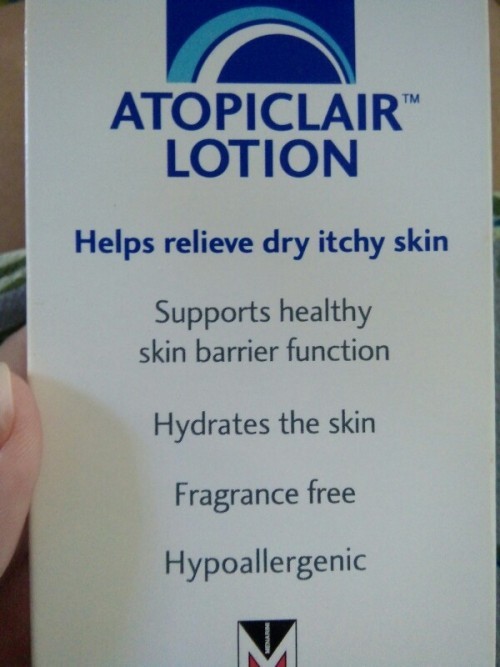 ATOPICLAIR™
LOTION
Helps relieve dry itchy skin
Supports healthy
skin barrier function
Hydrates the skin
Fragrance free
Hypoallergenic